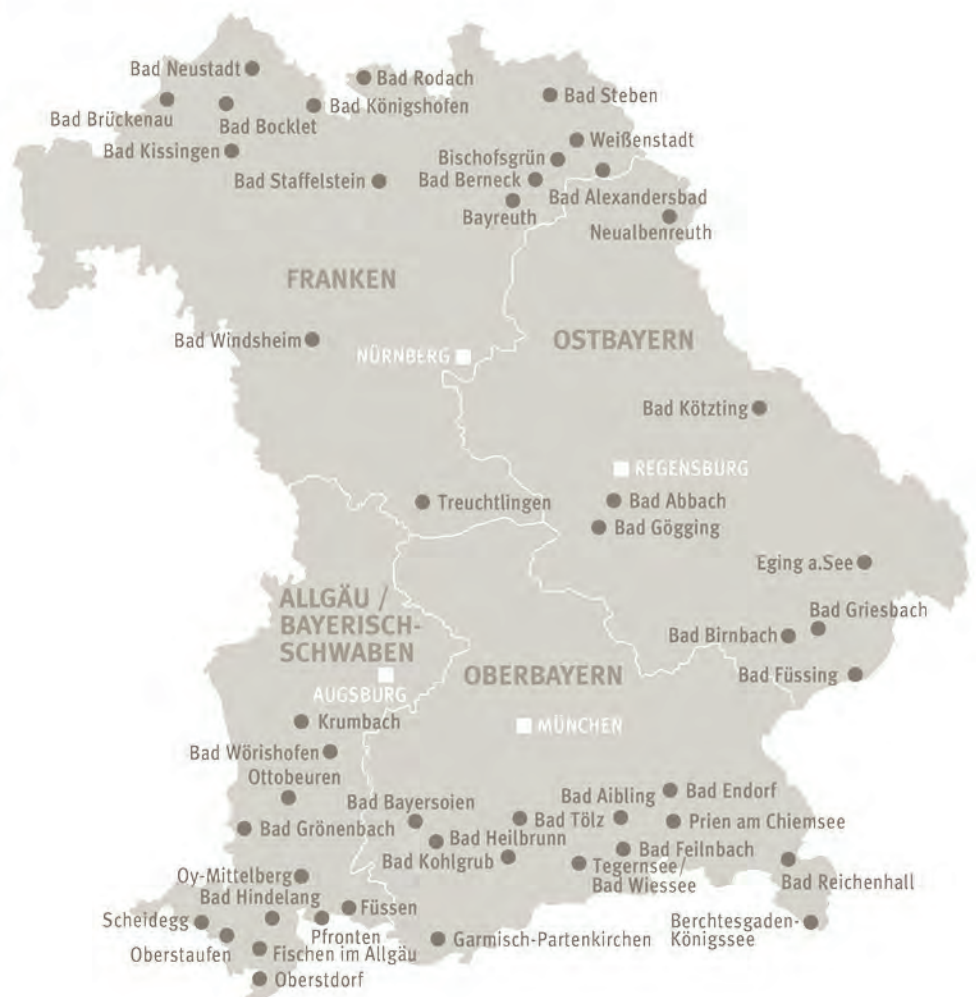 Bad Neustadt
Bad Rodach
Bad Steben
Bad Brückenau
Bad Bocklet
Bad Königshofen
Weißenstadt
Bad Kissingen
Bischofsgrün
Bad Staffelstein
Bad Berneck
Bad Alexandersbad
Bayreuth
Neualbenreuth
FRANKEN
Bad Windsheim
NÜRNBERG
OSTBAYERN
Bad Kötzting
REGENSBURG
Treuchtlingen
Bad Abbach
Bad Gögging
Eging a.See
ALLGÄU /
BAYERISCH-
SCHWABEN
Bad Griesbach
Bad Birnbach
OBERBAYERN
Bad Füssing
AUGSBURG
Krumbach
MÜNCHEN
Bad Wörishofen
Ottobeuren
Bad Bayersoien
Bad Aibling
Bad Endorf
Bad Grönenbach
Bad Heilbrunn
Bad Tölz
Prien am Chiemsee
Bad Kohlgrub
Bad Feilnbach
Tegernsee/
Bad Wiessee
Bad Reichenhall
Oy-Mittelberg
Bad Hindelang
Füssen
Scheidegg
Pfronten
Berchtesgaden-
Königssee
Oberstaufen
Fischen im Allgäu
Garmisch-Partenkirchen
Oberstdorf